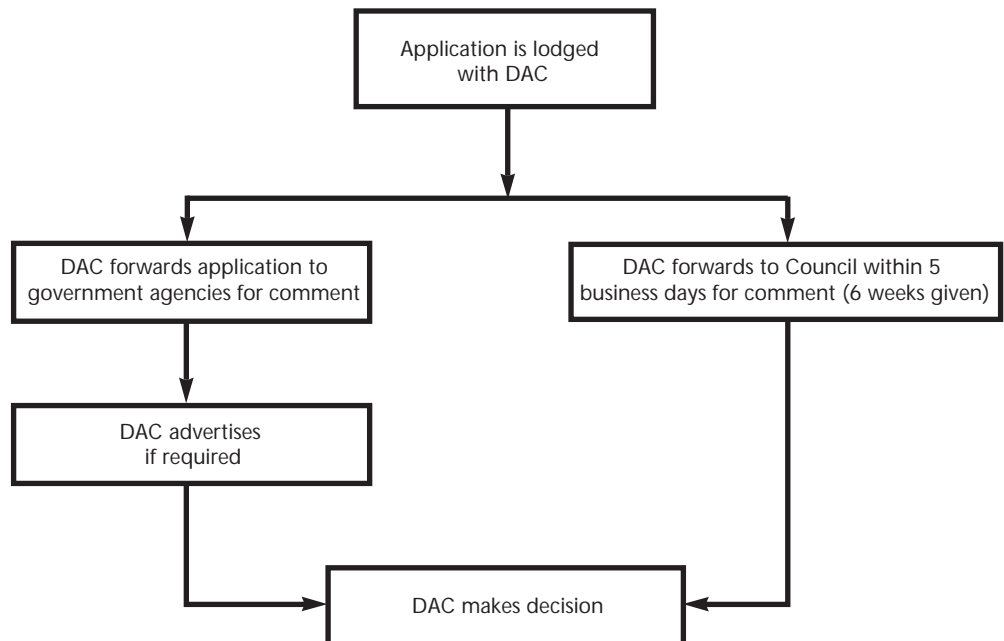 Application is lodged
with DAC
DAC forwards application to
government agencies for comment
DAC forwards to Council within 5
business days for comment (6 weeks given)
DAC advertises
if required
DAC makes decision